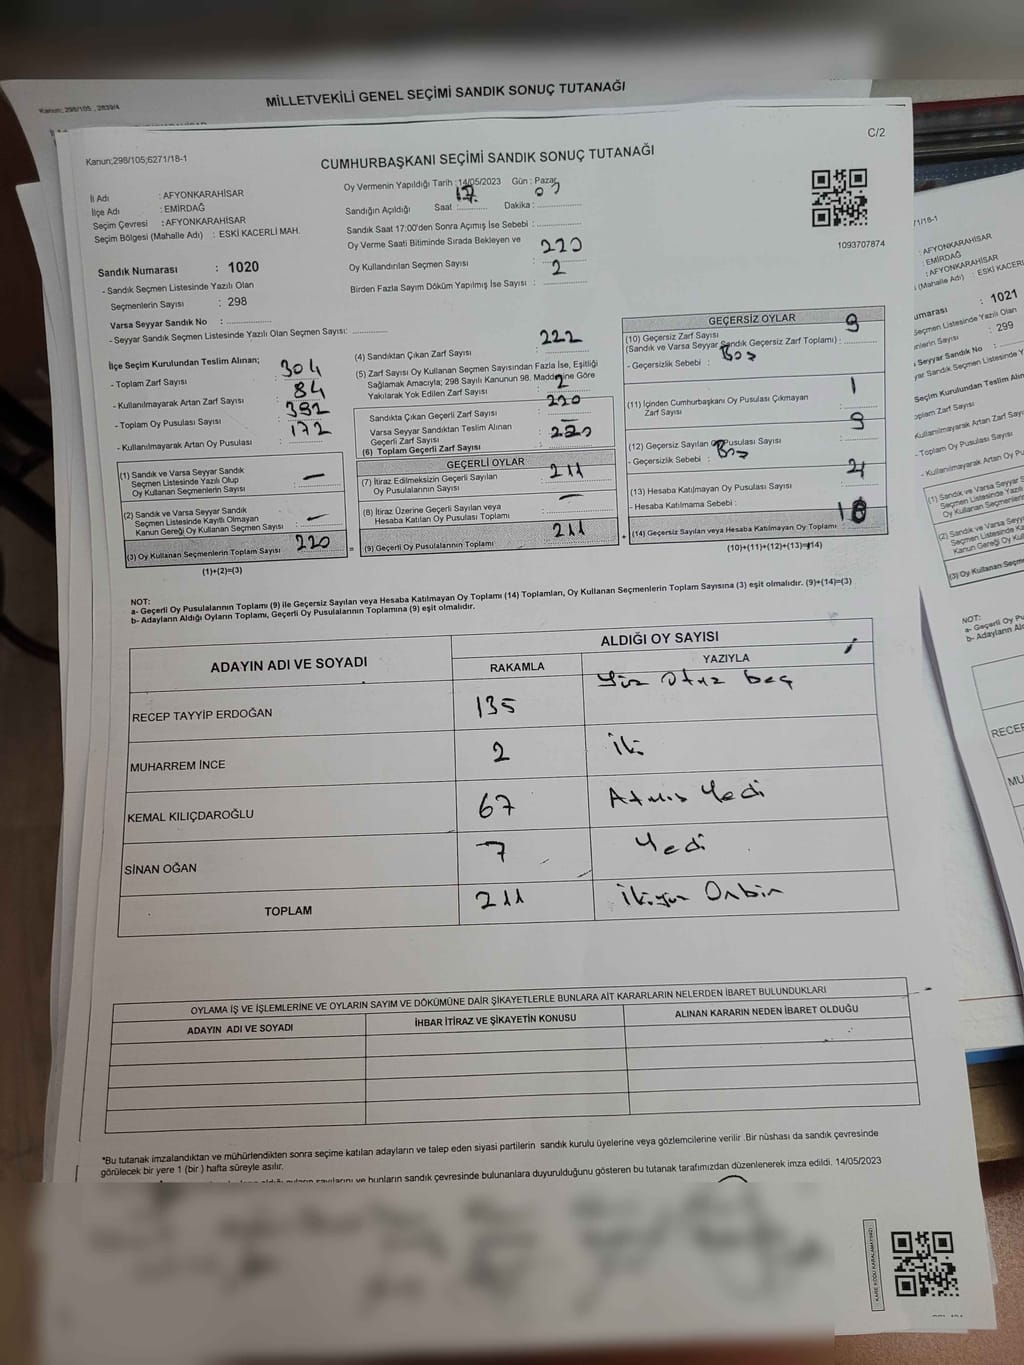 Kanun; 298/105 , 2839/4
MİLLETVEKİLİ GENEL SEÇİMİ SANDIK SONUÇ TUTANAĞI
C/2
Kanun;298/105;6271/18-1
CUMHURBAŞKANI SEÇİMİ SANDIK SONUÇ TUTANAĞI
İl Adı : AFYONKARAHİSAR
İlçe Adı : EMİRDAĞ
Seçim Çevresi : AFYONKARAHİSAR
Seçim Bölgesi (Mahalle Adı) : ESKİ KACERLİ MAH.
Oy Vermenin Yapıldığı Tarih :14/05/2023 Gün : Pazar
Sandığın Açıldığı Saat : 17 Dakika : 03
Sandık Saat 17:00'den Sonra Açımış İse Sebebi :
Oy Verme Saati Bitiminde Sırada Bekleyen ve
Oy Kullandırılan Seçmen Sayısı : 220
Birden Fazla Sayım Döküm Yapılmış İse Sayısı : 2
1093707874
Sandık Numarası : 1020
- Sandık Seçmen Listesinde Yazılı Olan
Seçmenlerin Sayısı : 298
Varsa Seyyar Sandık No :
- Seyyar Sandık Seçmen Listesinde Yazılı Olan Seçmen Sayısı:
İlçe Seçim Kurulundan Teslim Alınan;
- Toplam Zarf Sayısı : 304
- Kullanılmayarak Artan Zarf Sayısı : 84
- Toplam Oy Pusulası Sayısı : 392
- Kullanılmayarak Artan Oy Pusulası : 172
(1) Sandık ve Varsa Seyyar Sandık
Seçmen Listesinde Yazılı Olup
Oy Kullanan Seçmenlerin Sayısı : —
(2) Sandık ve Varsa Seyyar Sandık
Seçmen Listesinde Kayıtlı Olmayan
Kanun Gereği Oy Kullanan Seçmen Sayısı : —
(3) Oy Kullanan Seçmenlerin Toplam Sayısı 220
(1)+(2)=(3)
(4) Sandıktan Çıkan Zarf Sayısı : 222
(5) Zarf Sayısı Oy Kullanan Seçmen Sayısından Fazla İse, Eşitliği
Sağlamak Amacıyla; 298 Sayılı Kanunun 98. Maddesine Göre
Yakılarak Yok Edilen Zarf Sayısı : 2
Sandıkta Çıkan Geçerli Zarf Sayısı : 220
Varsa Seyyar Sandıktan Teslim Alınan
Geçerli Zarf Sayısı :
(6) Toplam Geçerli Zarf Sayısı 220
GEÇERLİ OYLAR
(7) İtiraz Edilmeksizin Geçerli Sayılan
Oy Pusulalarının Sayısı : 211
(8) İtiraz Üzerine Geçerli Sayılan veya
Hesaba Katılan Oy Pusulası Toplamı : —
(9) Geçerli Oy Pusulalarının Toplamı 211
GEÇERSİZ OYLAR
(10) Geçersiz Zarf Sayısı
(Sandık ve Varsa Seyyar Sandık Geçersiz Zarf Toplamı) : 9
- Geçersizlik Sebebi : Boş
(11) İçinden Cumhurbaşkanı Oy Pusulası Çıkmayan
Zarf Sayısı : 1
(12) Geçersiz Sayılan Oy Pusulası Sayısı : 9
- Geçersizlik Sebebi : Boş
(13) Hesaba Katılmayan Oy Pusulası Sayısı :
- Hesaba Katılmama Sebebi :
(14) Geçersiz Sayılan veya Hesaba Katılmayan Oy Toplamı
(10)+(11)+(12)+(13)=(14)
NOT:
a- Geçerli Oy Pusulalarının Toplamı (9) ile Geçersiz Sayılan veya Hesaba Katılmayan Oy Toplamı (14) Toplamları, Oy Kullanan Seçmenlerin Toplam Sayısına (3) eşit olmalıdır. (9)+(14)=(3)
b- Adayların Aldığı Oyların Toplamı, Geçerli Oy Pusulalarının Toplamına (9) eşit olmalıdır.
ADAYIN ADI VE SOYADI ALDIĞI OY SAYISI
RAKAMLA YAZIYLA
RECEP TAYYİP ERDOĞAN 135 Yüz Otuz beş
MUHARREM İNCE 2 İki
KEMAL KILIÇDAROĞLU 67 Atmış Yedi
SİNAN OĞAN 7 Yedi
TOPLAM 211 İkiyüz Onbir
OYLAMA İŞ VE İŞLEMLERİNE VE OYLARIN SAYIM VE DÖKÜMÜNE DAİR ŞİKAYETLERLE BUNLARA AİT KARARLARIN NELERDEN İBARET BULUNDUKLARI
ADAYIN ADI VE SOYADI İHBAR İTİRAZ VE ŞİKAYETİN KONUSU ALINAN KARARIN NEDEN İBARET OLDUĞU
*Bu tutanak imzalandıktan ve mühürlendikten sonra seçime katılan adayların ve talep eden siyasi partilerin sandık kurulu üyelerine veya gözlemcilerine verilir .Bir nüshası da sandık çevresinde
görülecek bir yere 1 (bir ) hafta süreyle asılır.
ve bunların sandık çevresinde bulunanlara duyurulduğunu gösteren bu tutanak tarafımızdan düzenlenerek imza edildi. 14/05/2023
KARE KODU KARALAMAYINIZ!
/18-1
: AFYONKARAHİSAR
: EMİRDAĞ
: AFYONKARAHİSAR
(Mahalle Adı) : ESKİ KACERLİ
: 1021
: 299